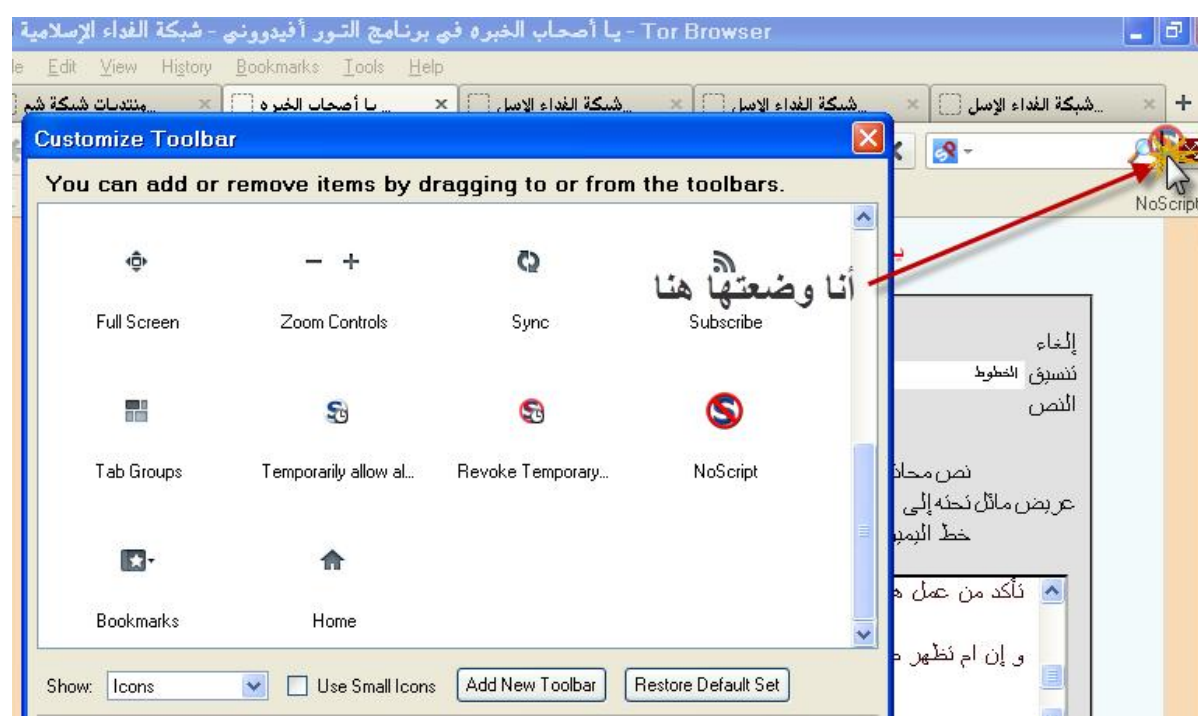 يا أصحاب الخبره في برنامج التور أفيدووني - شبكة الفداء الإسلامية - Tor Browser
Edit View History Bookmarks Tools Help
منتديات شبكة شم
يا أصحاب الخبره ...
شبكة الفداء الإسل...
شبكة الفداء الإسل...
شبكة الفداء الإسل...
Customize Toolbar
You can add or remove items by dragging to or from the toolbars.
NoScript
أنا وضعتها هنا
Full Screen
Zoom Controls
Sync
Subscribe
Tab Groups
Temporarily allow al...
Revoke Temporary...
NoScript
Bookmarks
Home
Show: Icons
Use Small Icons
Add New Toolbar
Restore Default Set
إلغاء
تنسيق الخطوط
النص
نص
عريض مائل تحته إلى
خط
تأكد من عمل
و إن ام تظهر